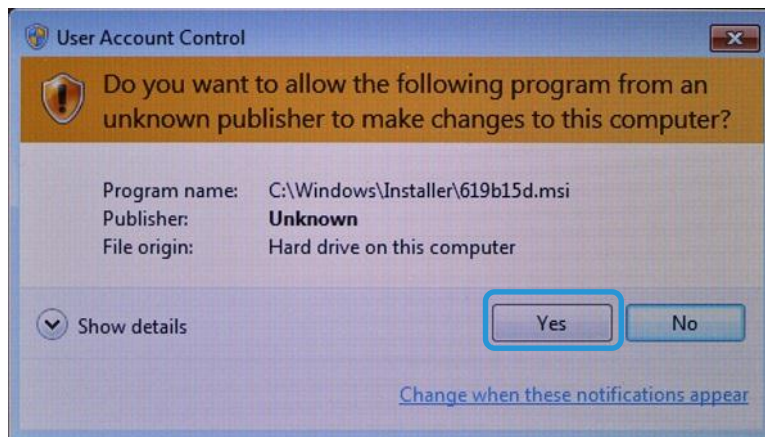 User Account Control
Do you want to allow the following program from an
unknown publisher to make changes to this computer?
Program name: C:\Windows\Installer\619b15d.msi
Publisher: Unknown
File origin: Hard drive on this computer
Show details
Yes No
Change when these notifications appear